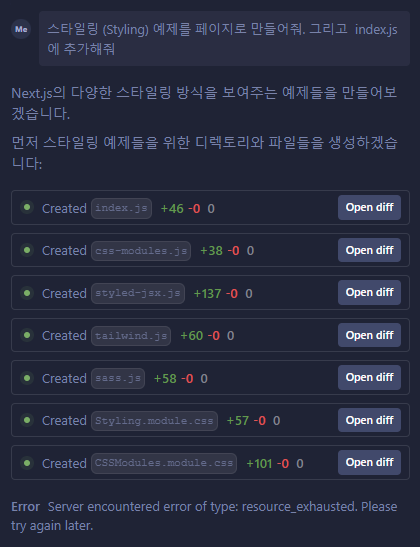 Me 스타일링 (Styling) 예제를 페이지로 만들어줘. 그리고 index.js
에 추가해줘
Next.js의 다양한 스타일링 방식을 보여주는 예제들을 만들어보
겠습니다.
먼저 스타일링 예제들을 위한 디렉토리와 파일들을 생성하겠습
니다:
Created index.js +46 -0 0 Open diff
Created css-modules.js +38 -0 0 Open diff
Created styled-jsx.js +137 -0 0 Open diff
Created tailwind.js +60 -0 0 Open diff
Created sass.js +58 -0 0 Open diff
Created Styling.module.css +57 -0 0 Open diff
Created CSSModules.module.css +101 -0 0 Open diff
Error Server encountered error of type: resource_exhausted. Please
try again later.